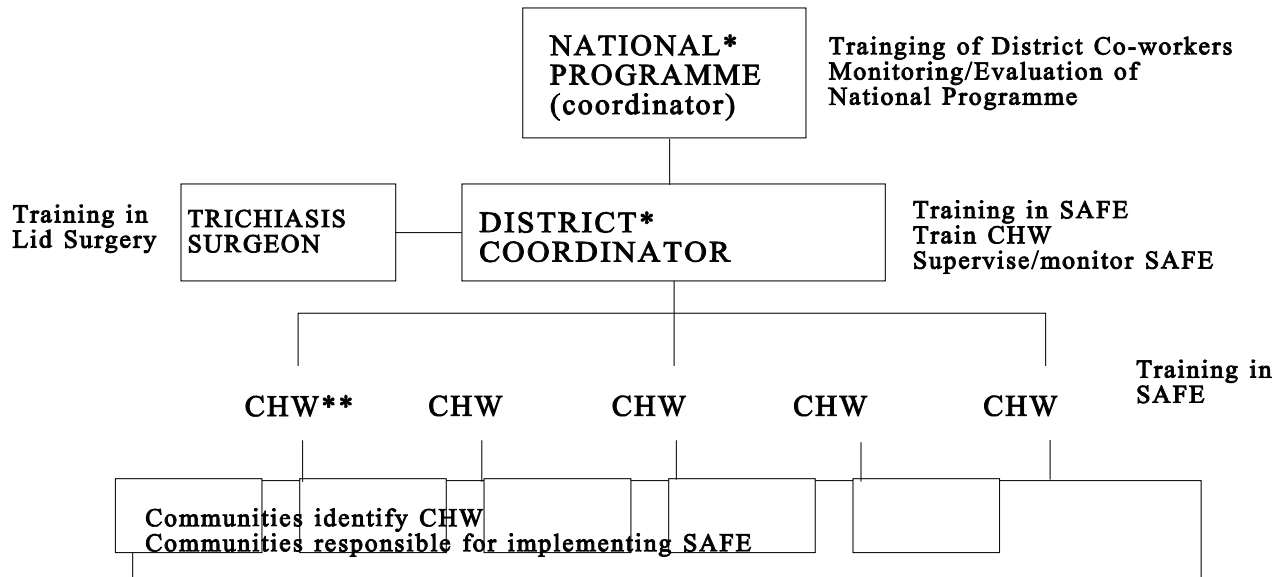 NATIONAL*
PROGRAMME
(coordinator)
Trainging of District Co-workers
Monitoring/Evaluation of
National Programme
Training in
Lid Surgery
TRICHIASIS
SURGEON
DISTRICT*
COORDINATOR
Training in SAFE
Train CHW
Supervise/monitor SAFE
CHW** CHW CHW CHW CHW
Training in
SAFE
Communities identify CHW
Communities responsible for implementing SAFE